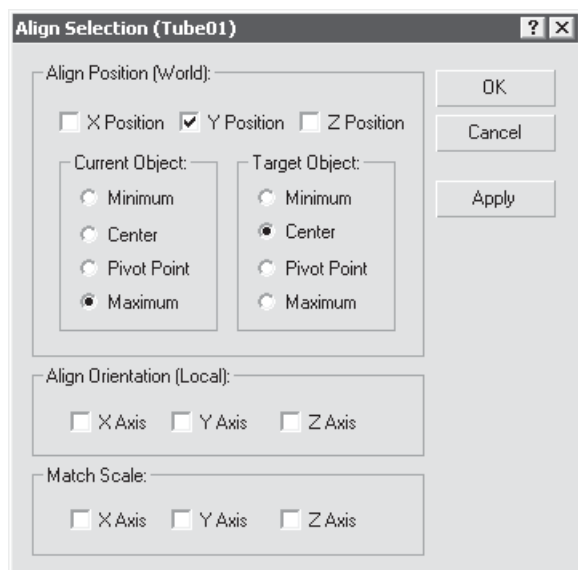 Align Selection (Tube01)
Align Position (World):
X Position Y Position Z Position
Current Object:
Minimum
Center
Pivot Point
Maximum
Target Object:
Minimum
Center
Pivot Point
Maximum
OK
Cancel
Apply
Align Orientation (Local):
X Axis Y Axis Z Axis
Match Scale:
X Axis Y Axis Z Axis